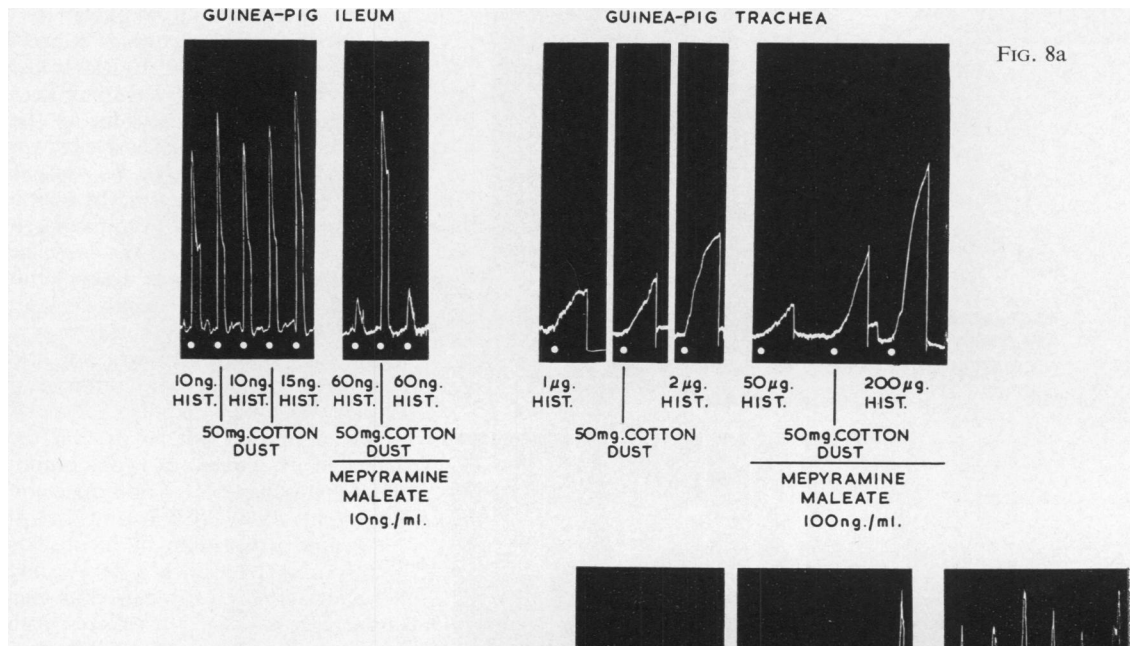 GUINEA-PIG ILEUM
GUINEA-PIG TRACHEA
FIG. 8a
10ng. 10ng. 15ng.
HIST. HIST. HIST.
50mg. COTTON
DUST
60ng. 60ng.
HIST. HIST.
50mg. COTTON
DUST
MEPYRAMINE
MALEATE
10ng./ml.
1µg. 2µg.
HIST. HIST.
50mg. COTTON
DUST
50µg. 200µg.
HIST. HIST.
50mg. COTTON
DUST
MEPYRAMINE
MALEATE
100ng./ml.